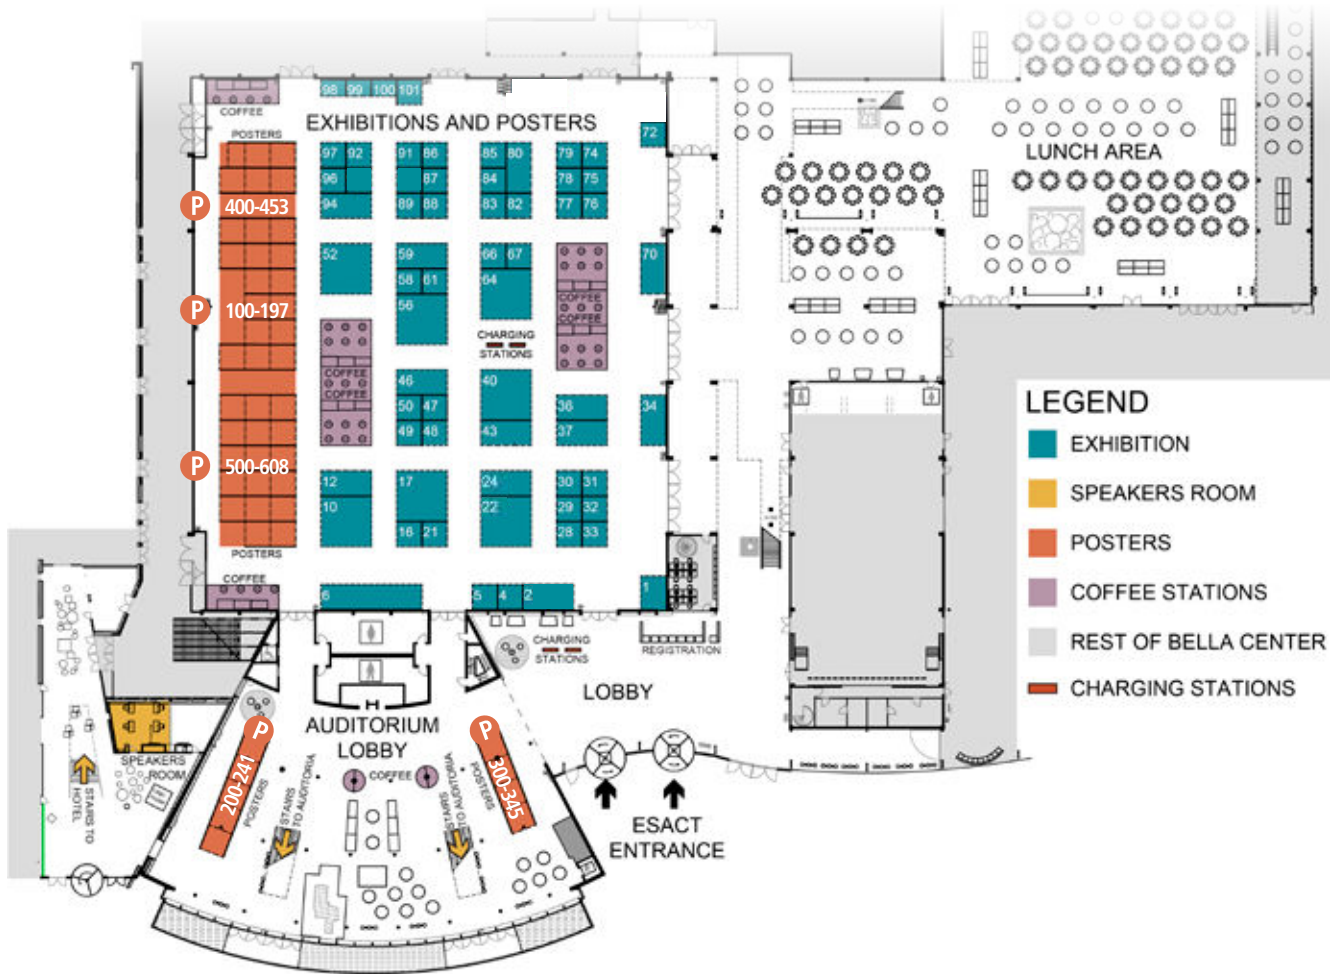 98 99 100 101
COFFEE
EXHIBITIONS AND POSTERS
POSTERS
72
97 92
96
94
91 86
87
89 88
85 80
84
83 82
79 74
78 75
77 76
LUNCH AREA
P 400-453
52
59
58 61
56
66 67
64
COFFEE
COFFEE
70
P 100-197
CHARGING
STATIONS
COFFEE
COFFEE
46
50 47
49 48
40
43
36
37
34
P 500-608
12
10
17
16 21
24
22
30 31
29 32
28 33
POSTERS
COFFEE
6
5 4 2
1
CHARGING
STATIONS
REGISTRATION
LOBBY
AUDITORIUM
LOBBY
P
200-241
POSTERS
P
300-345
POSTERS
COFFEE
STAIRS
TO AUDITORIA
STAIRS
TO AUDITORIA
SPEAKERS
ROOM
STAIRS TO
HOTEL
ESACT
ENTRANCE
LEGEND
EXHIBITION
SPEAKERS ROOM
POSTERS
COFFEE STATIONS
REST OF BELLA CENTER
CHARGING STATIONS